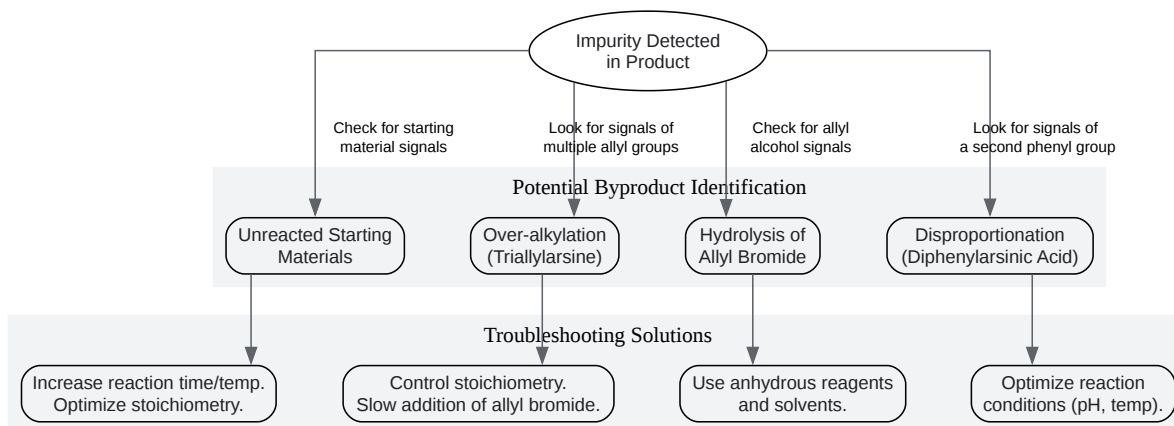 Impurity Detected
in Product
Check for starting
material signals
Look for signals of
multiple allyl groups
Check for allyl
alcohol signals
Look for signals of
a second phenyl group
Potential Byproduct Identification
Unreacted Starting
Materials
Over-alkylation
(Triallylarsine)
Hydrolysis of
Allyl Bromide
Disproportionation
(Diphenylarsinic Acid)
Troubleshooting Solutions
Increase reaction time/temp.
Optimize stoichiometry.
Control stoichiometry.
Slow addition of allyl bromide.
Use anhydrous reagents
and solvents.
Optimize reaction
conditions (pH, temp).